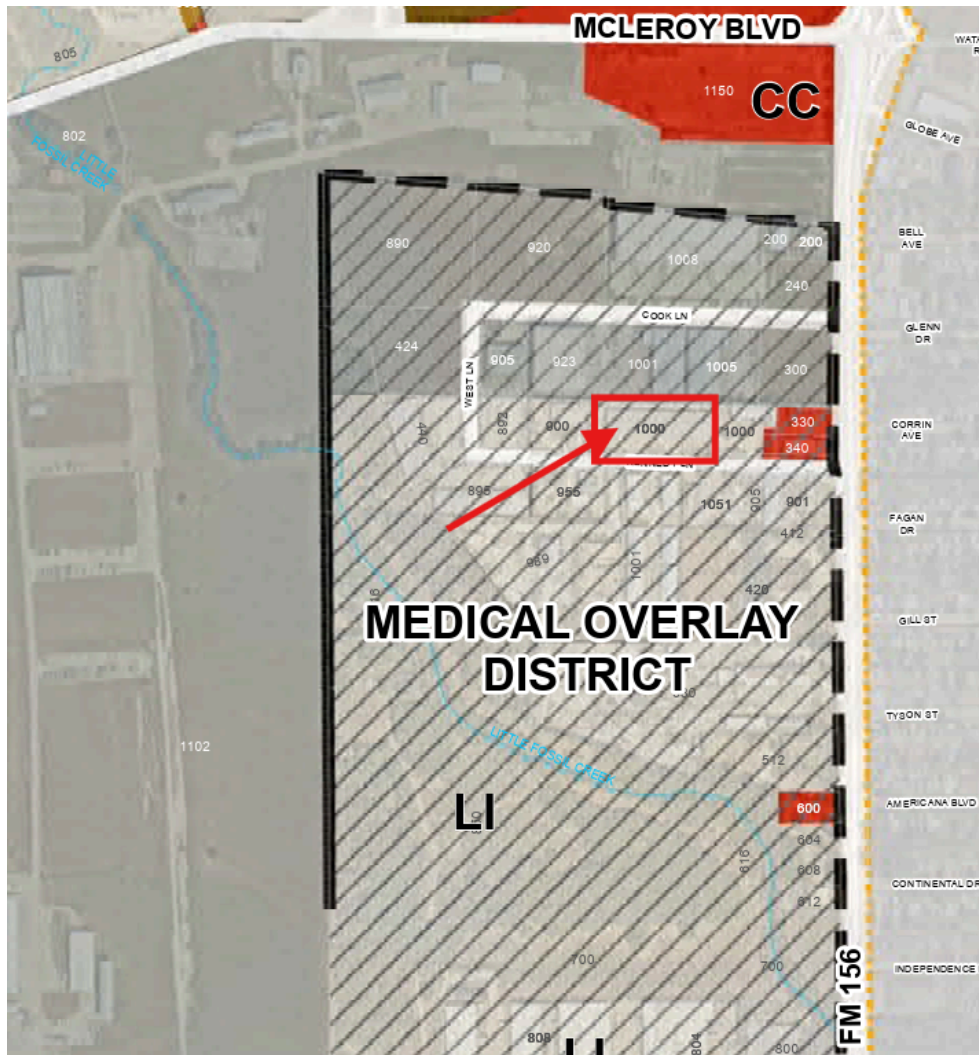 MCLEROY BLVD
805
1150
CC
GLOBE AVE
802
LITTLE FOSSIL CREEK
BELL AVE
890
920
1008
200
200
240
COOK LN
GLENN DR
424
905
923
1001
1005
300
WEST LN
440
892
900
1000
1000
330
340
CORRIN AVE
895
955
1051
905
901
412
FAGAN DR
1001
420
MEDICAL OVERLAY
DISTRICT
GILL ST
TYSON ST
1102
LITTLE FOSSIL CREEK
512
LI
600
AMERICANA BLVD
604
616
608
CONTINENTAL DR
612
700
700
INDEPENDENCE
FM 156
808
804
800
LI